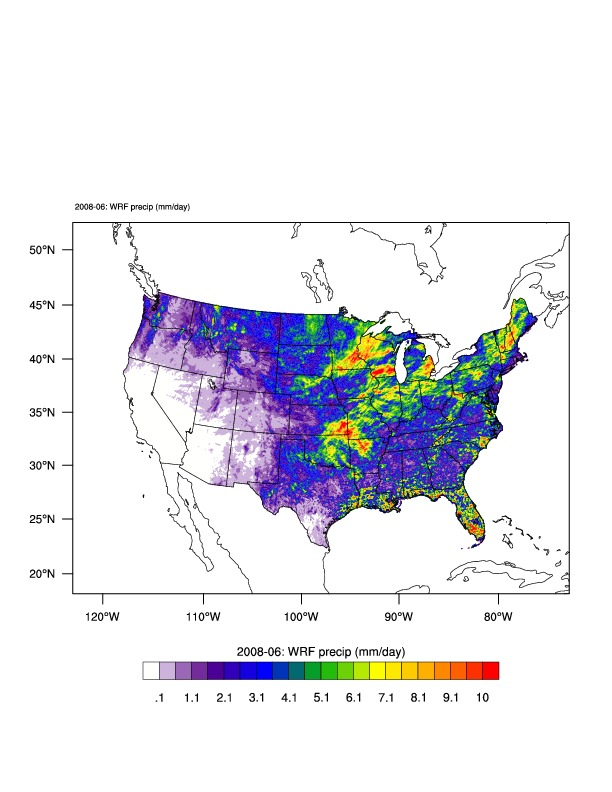 2008-06: WRF precip (mm/day)
50°N
45°N
40°N
35°N
30°N
25°N
20°N
120°W 110°W 100°W 90°W 80°W
2008-06: WRF precip (mm/day)
.1 1.1 2.1 3.1 4.1 5.1 6.1 7.1 8.1 9.1 10